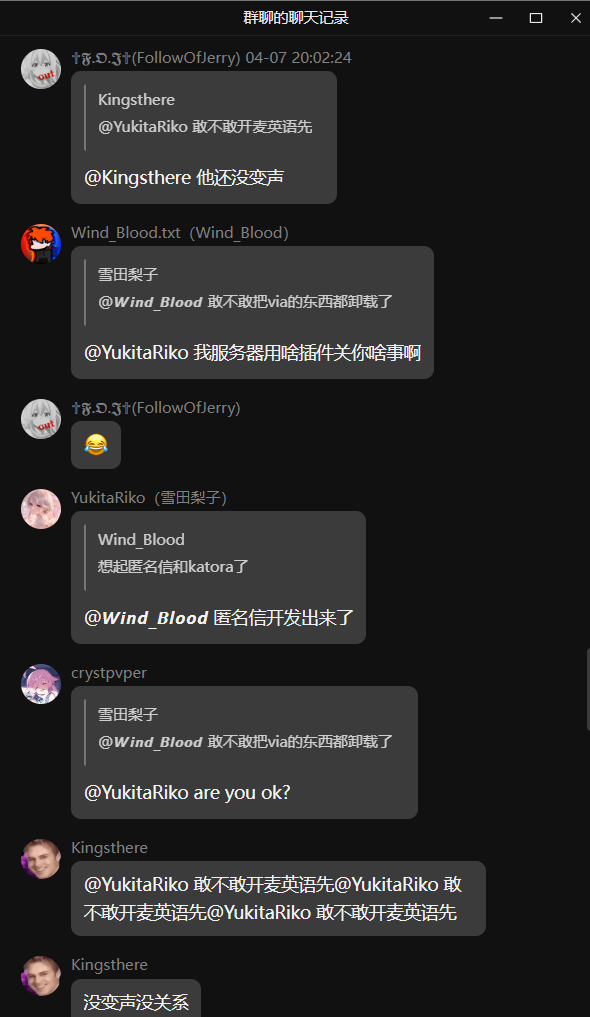 群聊的聊天记录
✝𝕱.𝕺.𝕵✝(FollowOfJerry) 04-07 20:02:24
Kingsthere
@YukitaRiko 敢不敢开麦英语先
@Kingsthere 他还没变声
Wind_Blood.txt（Wind_Blood）
雪田梨子
@𝙒𝙞𝙣𝙙_𝘽𝙡𝙤𝙤𝙙 敢不敢把via的东西都卸载了
@YukitaRiko 我服务器用啥插件关你啥事啊
✝𝕱.𝕺.𝕵✝(FollowOfJerry)
😂
YukitaRiko（雪田梨子）
Wind_Blood
想起匿名信和katora了
@𝙒𝙞𝙣𝙙_𝘽𝙡𝙤𝙤𝙙 匿名信开发出来了
crystpvper
雪田梨子
@𝙒𝙞𝙣𝙙_𝘽𝙡𝙤𝙤𝙙 敢不敢把via的东西都卸载了
@YukitaRiko are you ok?
Kingsthere
@YukitaRiko 敢不敢开麦英语先@YukitaRiko 敢
不敢开麦英语先@YukitaRiko 敢不敢开麦英语先
Kingsthere
没变声没关系